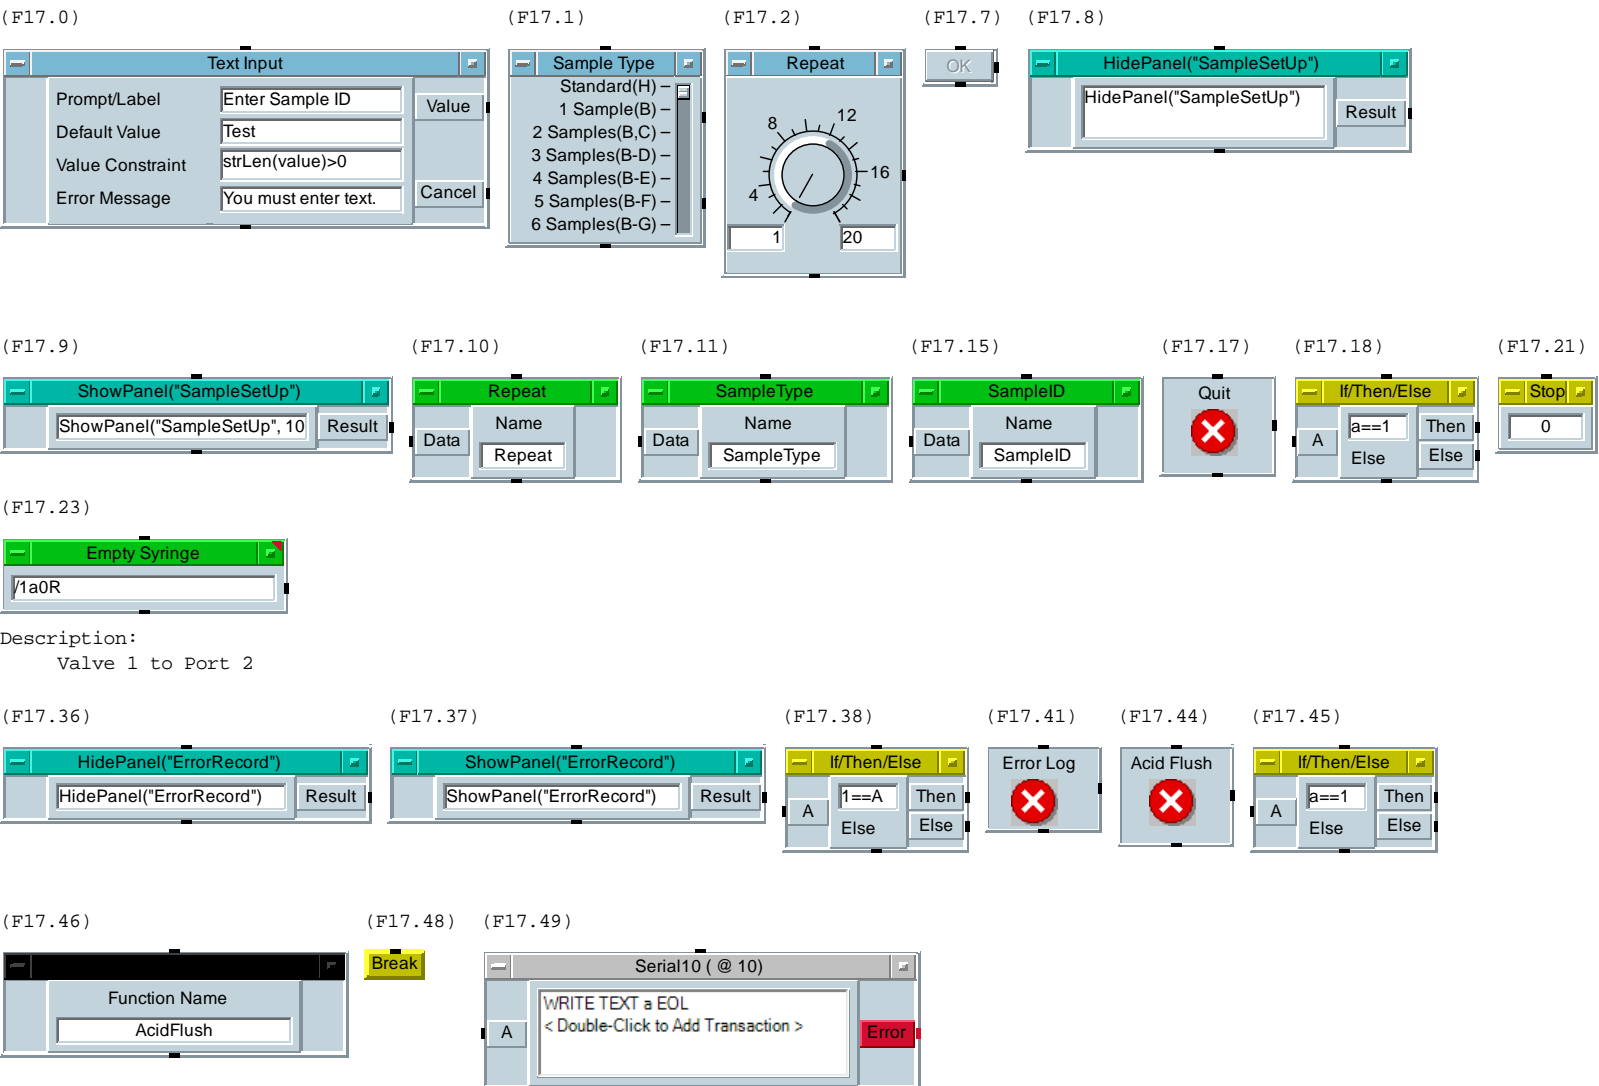 (F17.0) (F17.1) (F17.2) (F17.7) (F17.8)
Text Input
Prompt/Label Enter Sample ID Value
Default Value Test
Value Constraint strLen(value)>0
Error Message You must enter text. Cancel
Sample Type
Standard(H)
1 Sample(B)
2 Samples(B,C)
3 Samples(B-D)
4 Samples(B-E)
5 Samples(B-F)
6 Samples(B-G)
Repeat
8 12
4 16
1 20
OK
HidePanel("SampleSetUp")
HidePanel("SampleSetUp") Result
(F17.9) (F17.10) (F17.11) (F17.15) (F17.17) (F17.18) (F17.21)
ShowPanel("SampleSetUp")
ShowPanel("SampleSetUp", 10 Result
Repeat
Name
Data Repeat
SampleType
Name
Data SampleType
SampleID
Name
Data SampleID
Quit
If/Then/Else
A a==1 Then
Else Else
Stop
0
(F17.23)
Empty Syringe
/1a0R
Description:
Valve 1 to Port 2
(F17.36) (F17.37) (F17.38) (F17.41) (F17.44) (F17.45)
HidePanel("ErrorRecord")
HidePanel("ErrorRecord") Result
ShowPanel("ErrorRecord")
ShowPanel("ErrorRecord") Result
If/Then/Else
A 1==A Then
Else Else
Error Log
Acid Flush
If/Then/Else
A a==1 Then
Else Else
(F17.46) (F17.48) (F17.49)
Function Name
AcidFlush
Break
Serial10 ( @ 10)
WRITE TEXT a EOL
< Double-Click to Add Transaction >
A Error